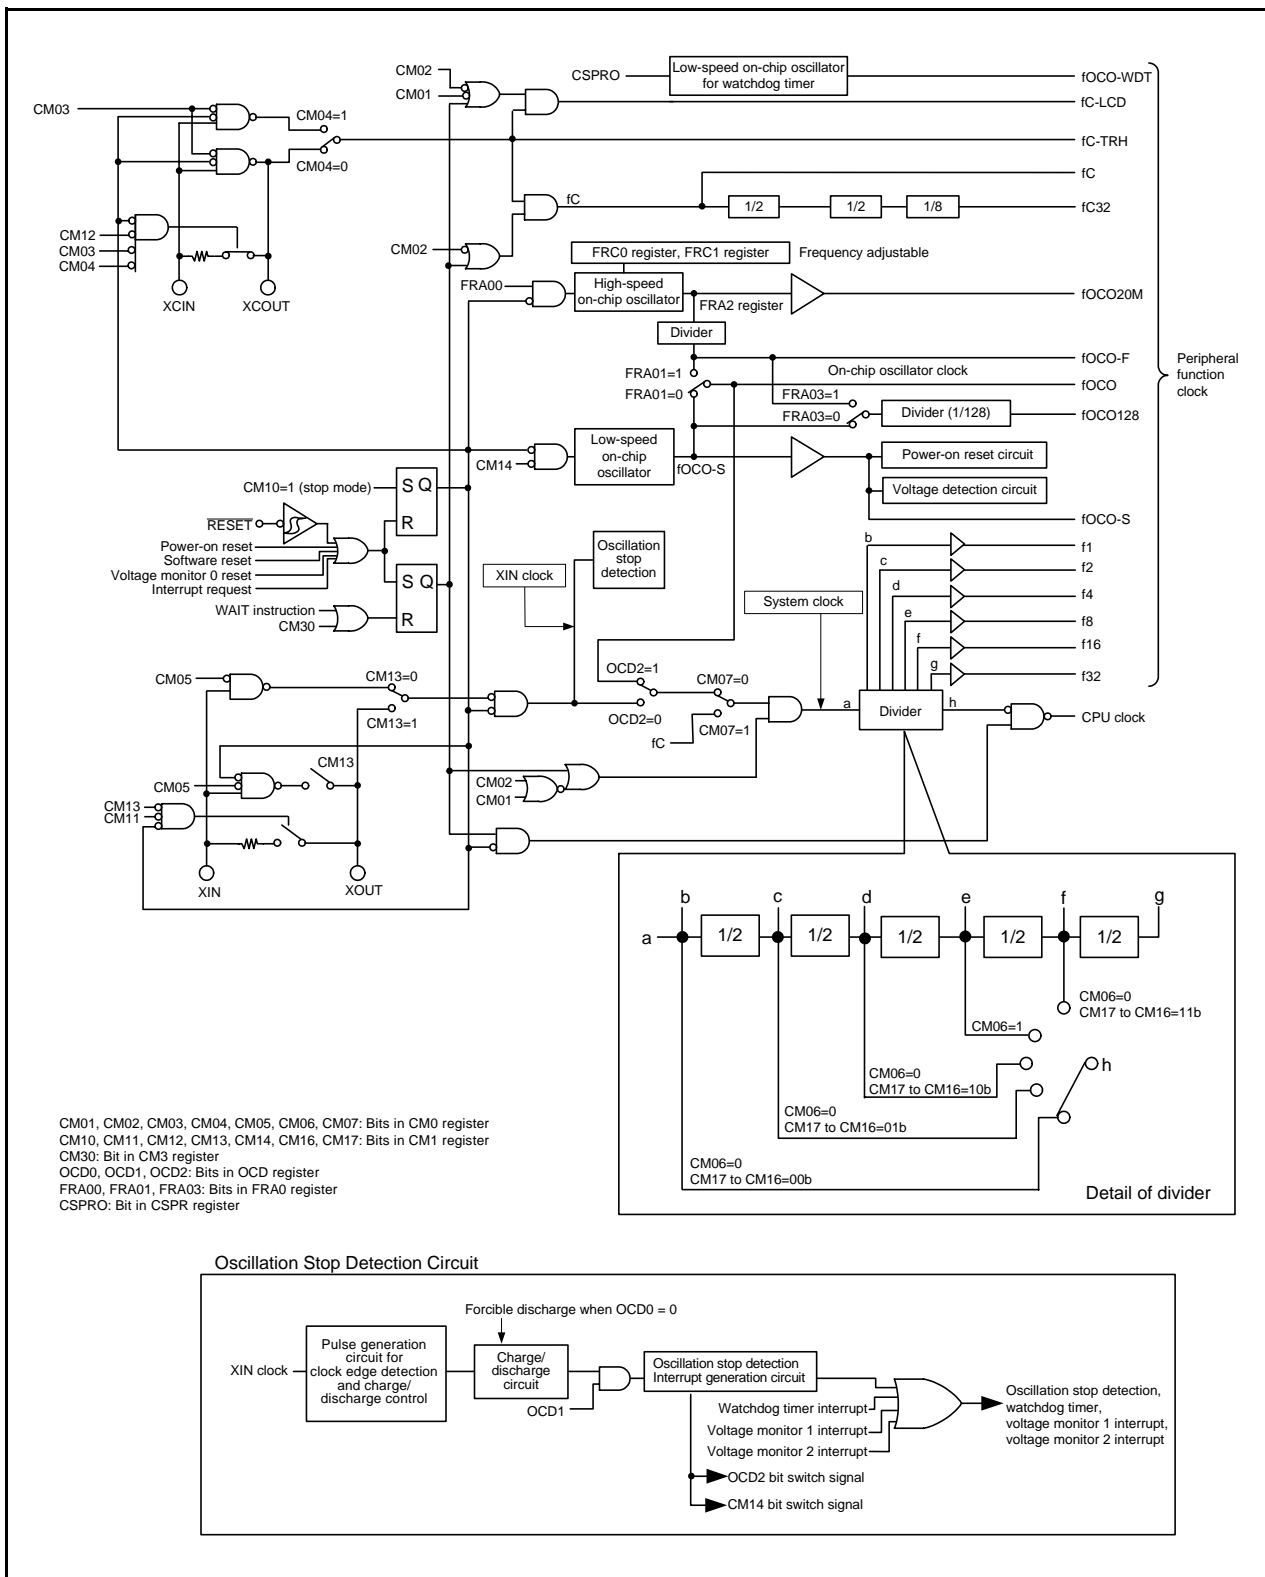 CM02
CM01
CSPRO
Low-speed on-chip oscillator
for watchdog timer
fOCO-WDT
fC-LCD
CM03
CM04=1
CM04=0
fC-TRH
fC
fC
1/2
1/2
1/8
fC32
CM12
CM03
CM04
CM02
XCIN
XCOUT
FRC0 register, FRC1 register
Frequency adjustable
FRA00
High-speed
on-chip oscillator
FRA2 register
fOCO20M
Divider
fOCO-F
FRA01=1
FRA01=0
On-chip oscillator clock
fOCO
FRA03=1
FRA03=0
Divider (1/128)
fOCO128
Peripheral
function
clock
CM14
Low-speed
on-chip
oscillator
fOCO-S
Power-on reset circuit
Voltage detection circuit
fOCO-S
CM10=1 (stop mode)
S Q
R
RESET
Power-on reset
Software reset
Voltage monitor 0 reset
Interrupt request
S Q
R
WAIT instruction
CM30
Oscillation
stop
detection
XIN clock
System clock
b
c
d
e
f
g
f1
f2
f4
f8
f16
f32
CM05
CM13=0
CM13=1
OCD2=1
OCD2=0
CM07=0
CM07=1
fC
a
Divider
h
CPU clock
CM13
CM05
CM13
CM11
CM02
CM01
XIN
XOUT
b
c
d
e
f
g
a
1/2
1/2
1/2
1/2
1/2
CM06=0
CM17 to CM16=11b
CM06=1
CM06=0
CM17 to CM16=10b
h
CM06=0
CM17 to CM16=01b
CM06=0
CM17 to CM16=00b
Detail of divider
CM01, CM02, CM03, CM04, CM05, CM06, CM07: Bits in CM0 register
CM10, CM11, CM12, CM13, CM14, CM16, CM17: Bits in CM1 register
CM30: Bit in CM3 register
OCD0, OCD1, OCD2: Bits in OCD register
FRA00, FRA01, FRA03: Bits in FRA0 register
CSPRO: Bit in CSPR register
Oscillation Stop Detection Circuit
Forcible discharge when OCD0 = 0
XIN clock
Pulse generation
circuit for
clock edge detection
and charge/
discharge control
Charge/
discharge
circuit
OCD1
Oscillation stop detection
Interrupt generation circuit
Watchdog timer interrupt
Voltage monitor 1 interrupt
Voltage monitor 2 interrupt
Oscillation stop detection,
watchdog timer,
voltage monitor 1 interrupt,
voltage monitor 2 interrupt
OCD2 bit switch signal
CM14 bit switch signal